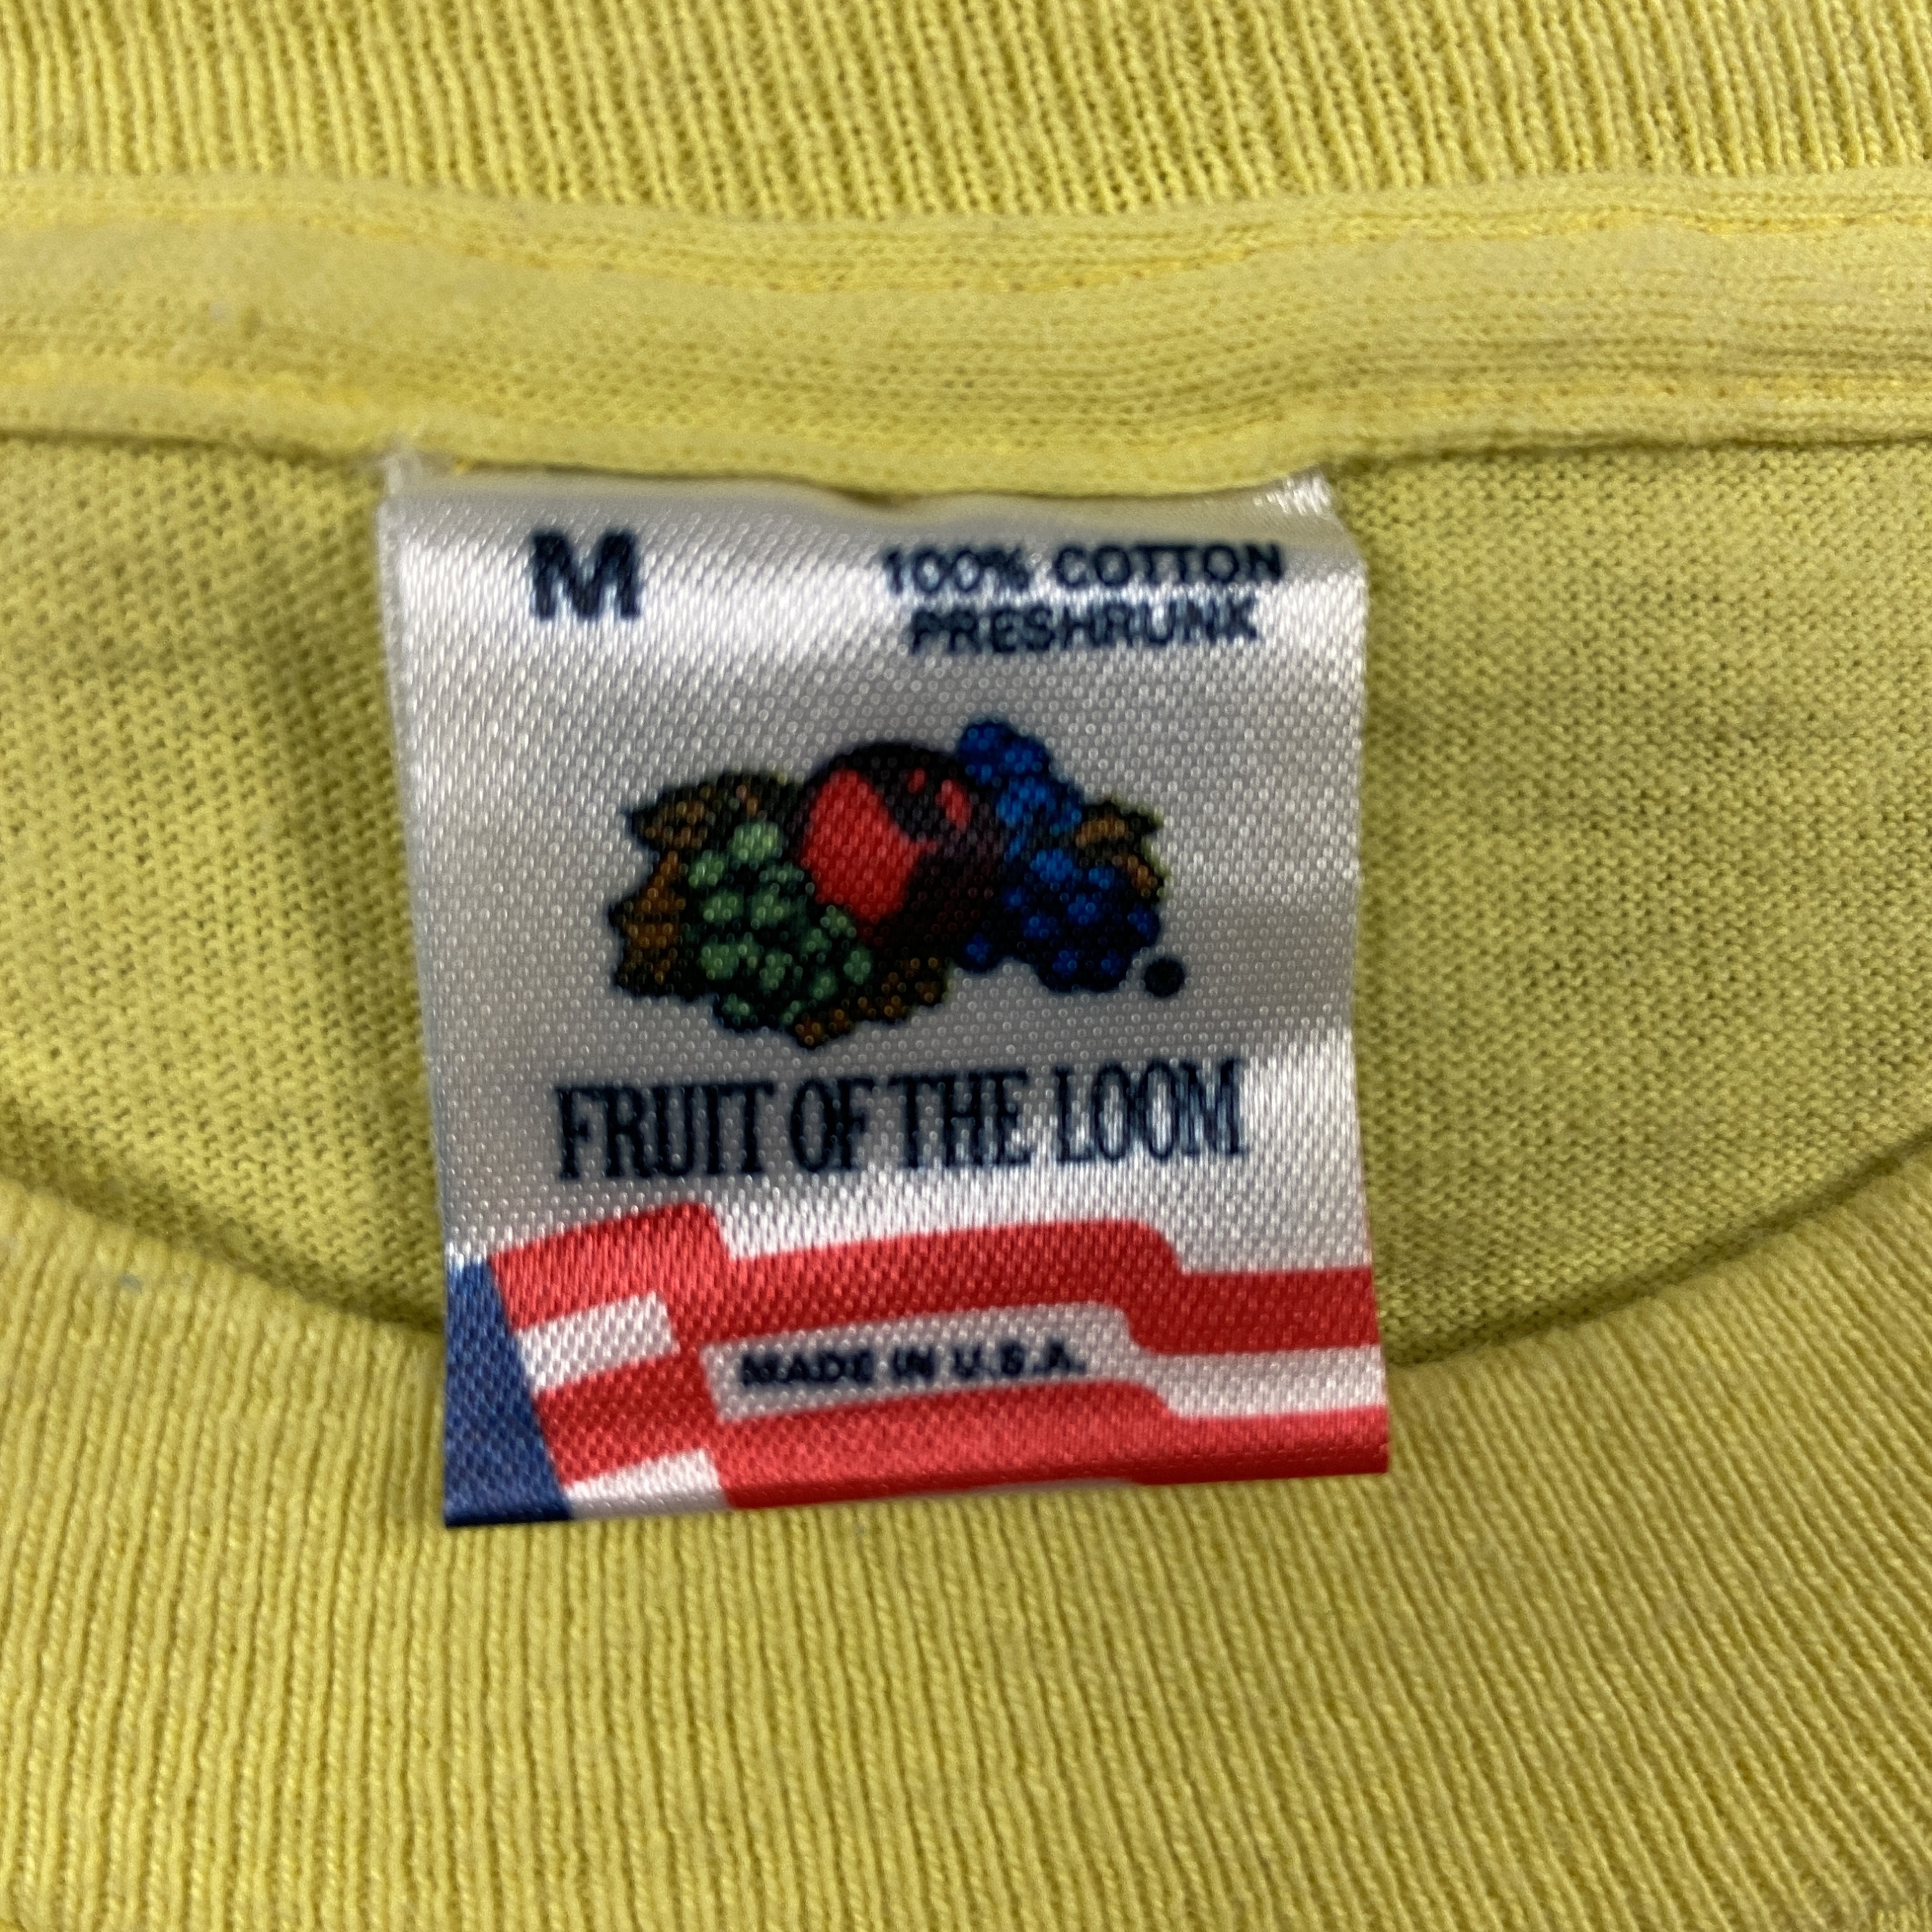 M
100% COTTON
PRESHRUNK
FRUIT OF THE LOOM
MADE IN U.S.A.